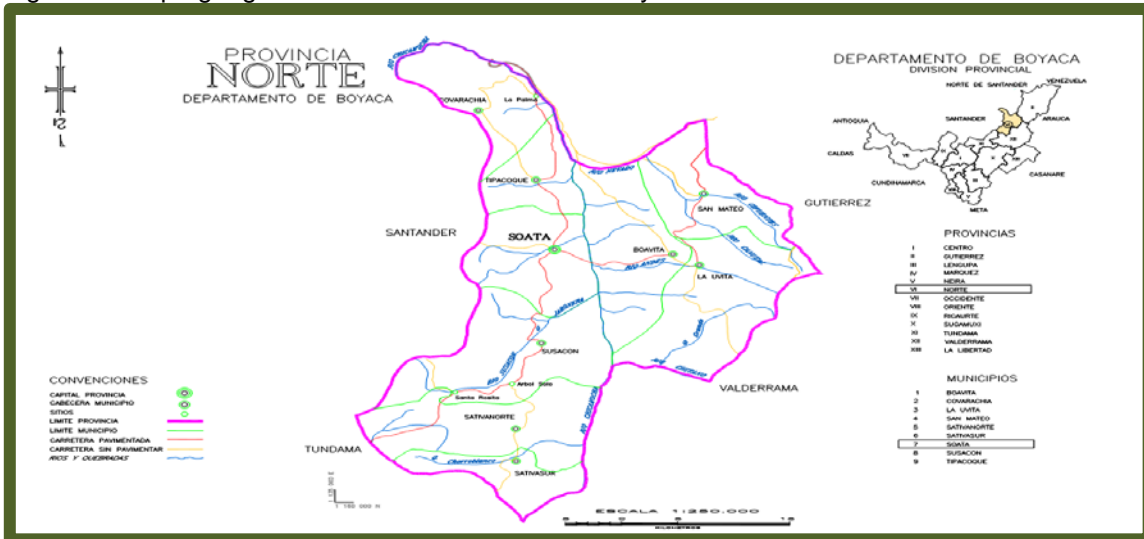 PROVINCIA
NORTE
DEPARTAMENTO DE BOYACA
DEPARTAMENTO DE BOYACA
DIVISION PROVINCIAL
NORTE DE SANTANDER
VENEZUELA
ANTIOQUIA
SANTANDER
ARAUCA
CALDAS
CUNDINAMARCA
CASANARE
META
COVARACHIA
La Palma
TIPACOQUE
SAN MATEO
GUTIERREZ
SANTANDER
SOATA
BOAVITA
LA UVITA
SUSACON
VALDERRAMA
Arbol Solo
SATIVANORTE
TUNDAMA
SATIVASUR
PROVINCIAS
I CENTRO
II GUTIERREZ
III LENGUPA
IV MARQUEZ
V NEIRA
VI NORTE
VII OCCIDENTE
VIII ORIENTE
IX RICAURTE
X SUGAMUXI
XI TUNDAMA
XII VALDERRAMA
XIII LA LIBERTAD
MUNICIPIOS
1 BOAVITA
2 COVARACHIA
3 LA UVITA
4 SAN MATEO
5 SATIVANORTE
6 SATIVASUR
7 SOATA
8 SUSACON
9 TIPACOQUE
CONVENCIONES
CAPITAL PROVINCIA
CABECERA MUNICIPIO
SITIOS
LIMITE PROVINCIA
LIMITE MUNICIPIO
CARRETERA PAVIMENTADA
CARRETERA SIN PAVIMENTAR
RIOS Y QUEBRADAS
ESCALA 1:250.000
KILOMETROS